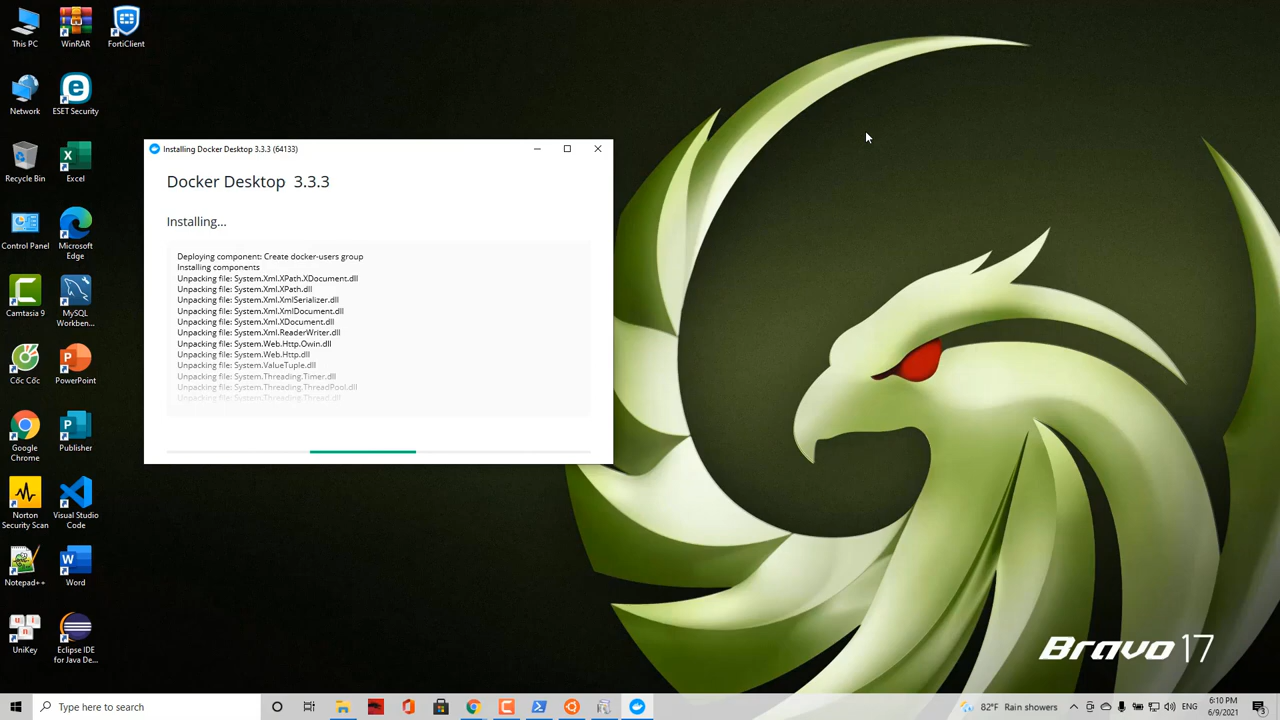 This PC
WinRAR
FortiClient
Network
ESET Security
Recycle Bin
Excel
Control Panel
Microsoft
Edge
Camtasia 9
MySQL
Workben...
Cốc Cốc
PowerPoint
Google
Chrome
Publisher
Norton
Security Scan
Visual Studio
Code
Notepad++
Word
UniKey
Eclipse IDE
for Java De...
Installing Docker Desktop 3.3.3 (64133)
Docker Desktop 3.3.3
Installing...
Deploying component: Create docker-users group
Installing components
Unpacking file: System.Xml.XPath.XDocument.dll
Unpacking file: System.Xml.XPath.dll
Unpacking file: System.Xml.XmlSerializer.dll
Unpacking file: System.Xml.XmlDocument.dll
Unpacking file: System.Xml.XDocument.dll
Unpacking file: System.Xml.ReaderWriter.dll
Unpacking file: System.Web.Http.Owin.dll
Unpacking file: System.Web.Http.dll
Unpacking file: System.ValueTuple.dll
Unpacking file: System.Threading.Timer.dll
Unpacking file: System.Threading.ThreadPool.dll
Unpacking file: System.Threading.Thread.dll
Bravo 17
Type here to search
82°F Rain showers
ENG
6:10 PM
6/9/2021
3